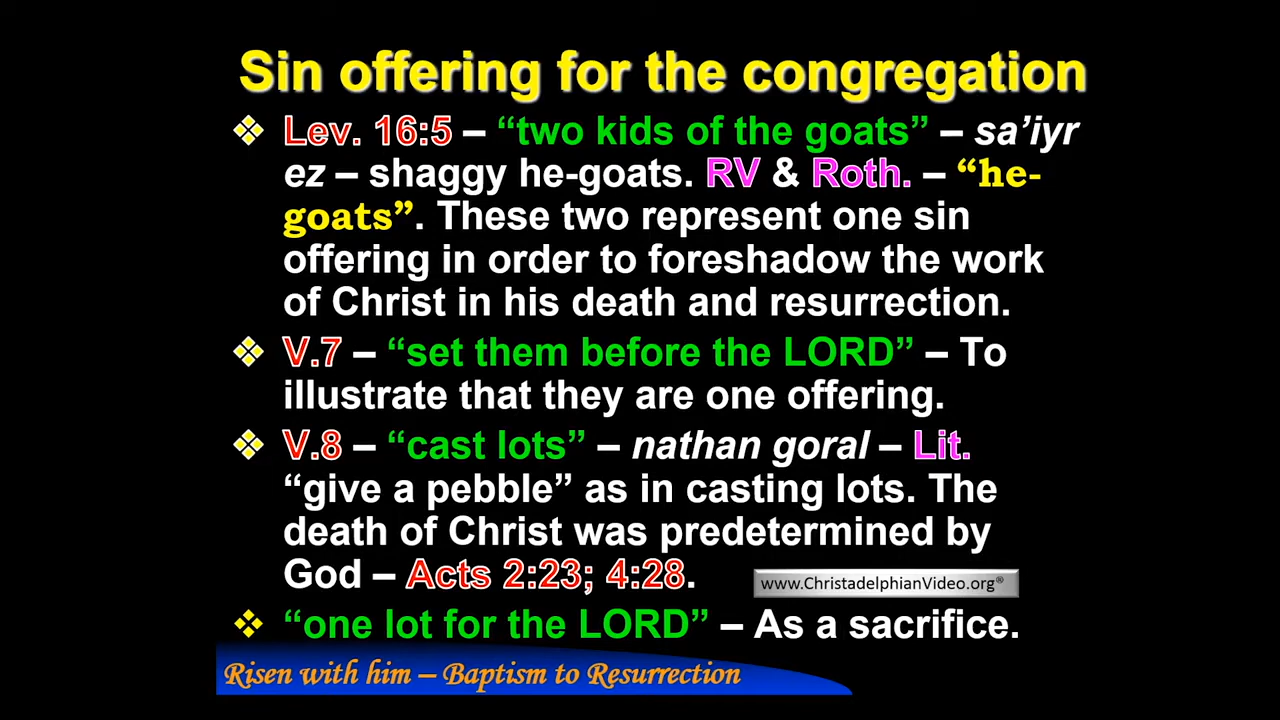 Sin offering for the congregation
❖ Lev. 16:5 – “two kids of the goats” – sa’iyr
ez – shaggy he-goats. RV & Roth. – “he-
goats”. These two represent one sin
offering in order to foreshadow the work
of Christ in his death and resurrection.
❖ V.7 – “set them before the LORD” – To
illustrate that they are one offering.
❖ V.8 – “cast lots” – nathan goral – Lit.
“give a pebble” as in casting lots. The
death of Christ was predetermined by
God – Acts 2:23; 4:28.
www.ChristadelphianVideo.org®
❖ “one lot for the LORD” – As a sacrifice.
Risen with him – Baptism to Resurrection